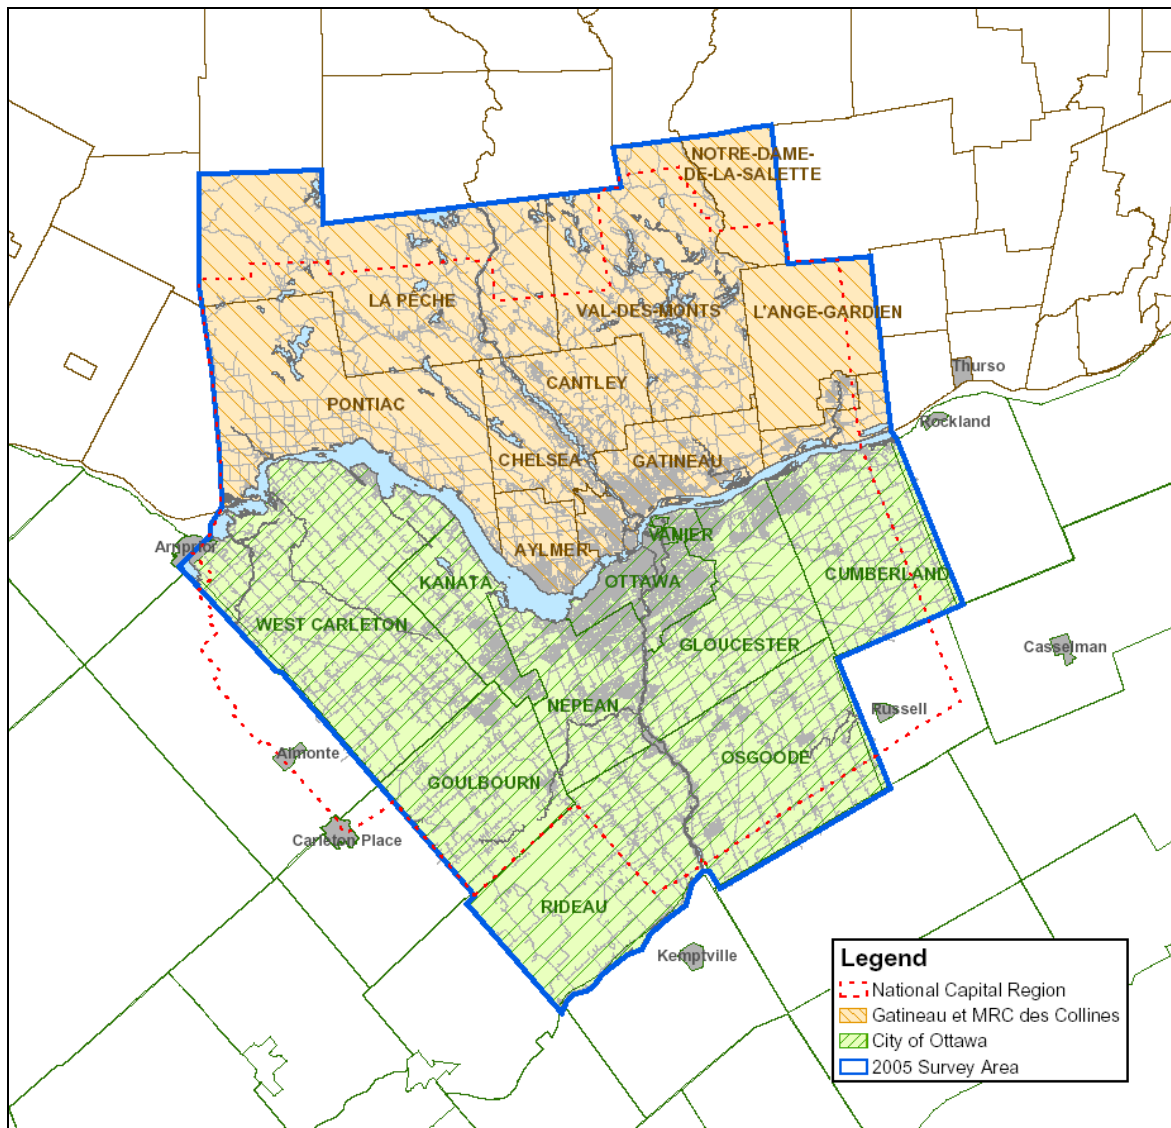 NOTRE-DAME-
DE-LA-SALETTE
LA PÊCHE
VAL-DES-MONTS
L'ANGE-GARDIEN
Thurso
CANTLEY
PONTIAC
Rockland
CHELSEA
GATINEAU
VANIER
Arnprior
AYLMER
KANATA
OTTAWA
CUMBERLAND
WEST CARLETON
GLOUCESTER
Casselman
NEPEAN
Russell
Almonte
OSGOODE
GOULBOURN
Carleton Place
RIDEAU
Kemptville
Legend
National Capital Region
Gatineau et MRC des Collines
City of Ottawa
2005 Survey Area